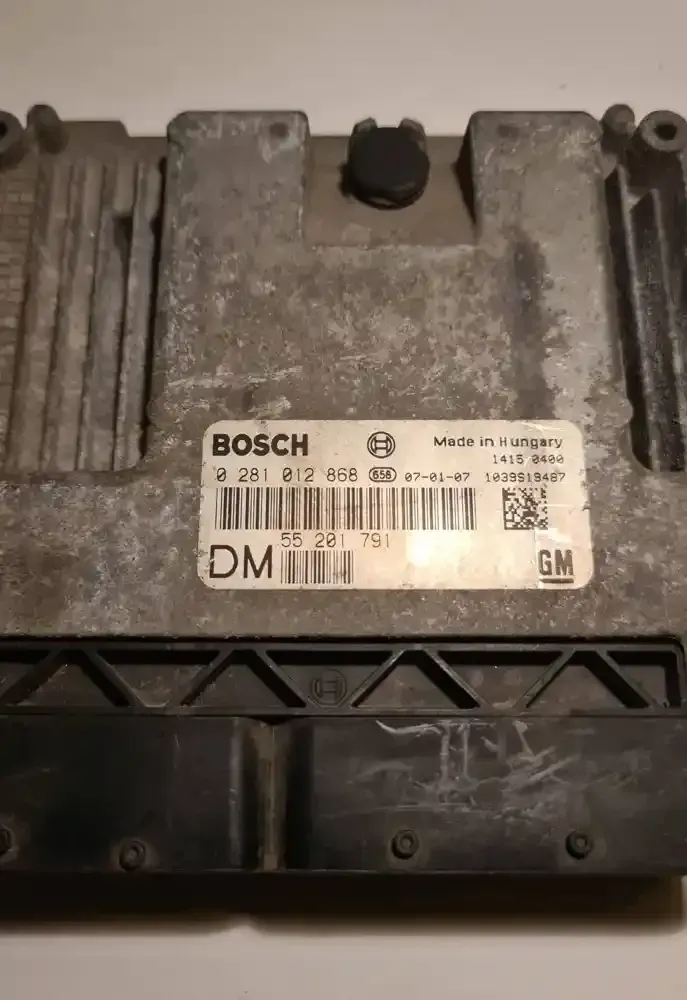 BOSCH Made in Hungary
1415 0400
0 281 012 868 658 07-01-07 1039S19487
55 201 791
DM GM